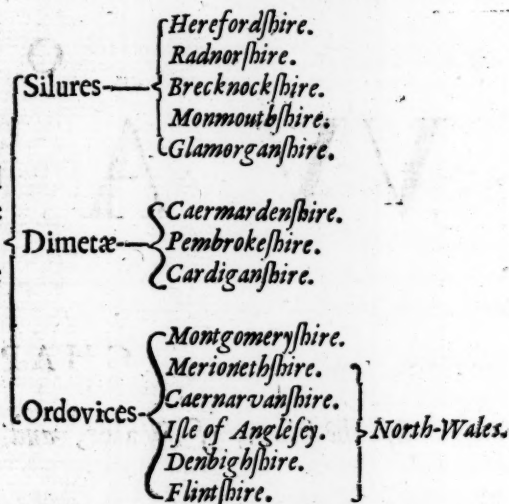 Silures
Herefordſhire.
Radnorſhire.
Brecknockſhire.
Monmouthſhire.
Glamorganſhire.
Dimetæ
Caermardenſhire.
Pembrokeſhire.
Cardiganſhire.
Ordovices
Montgomeryſhire.
Merionethſhire.
Caernarvanſhire.
Iſle of Angleſey.
Denbighſhire.
Flintſhire.
North-Wales.